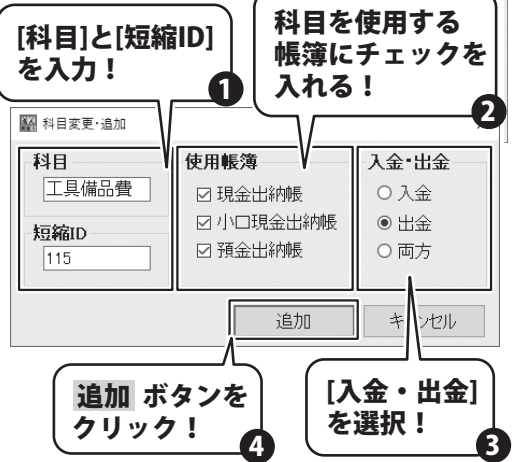 [科目]と[短縮ID]
を入力！
1
科目を使用する
帳簿にチェックを
入れる！
2
科目変更・追加
科目
工具備品費
短縮ID
115
使用帳簿
現金出納帳
小口現金出納帳
預金出納帳
入金・出金
入金
出金
両方
追加
キャンセル
追加 ボタンを
クリック！
4
[入金・出金]
を選択！
3